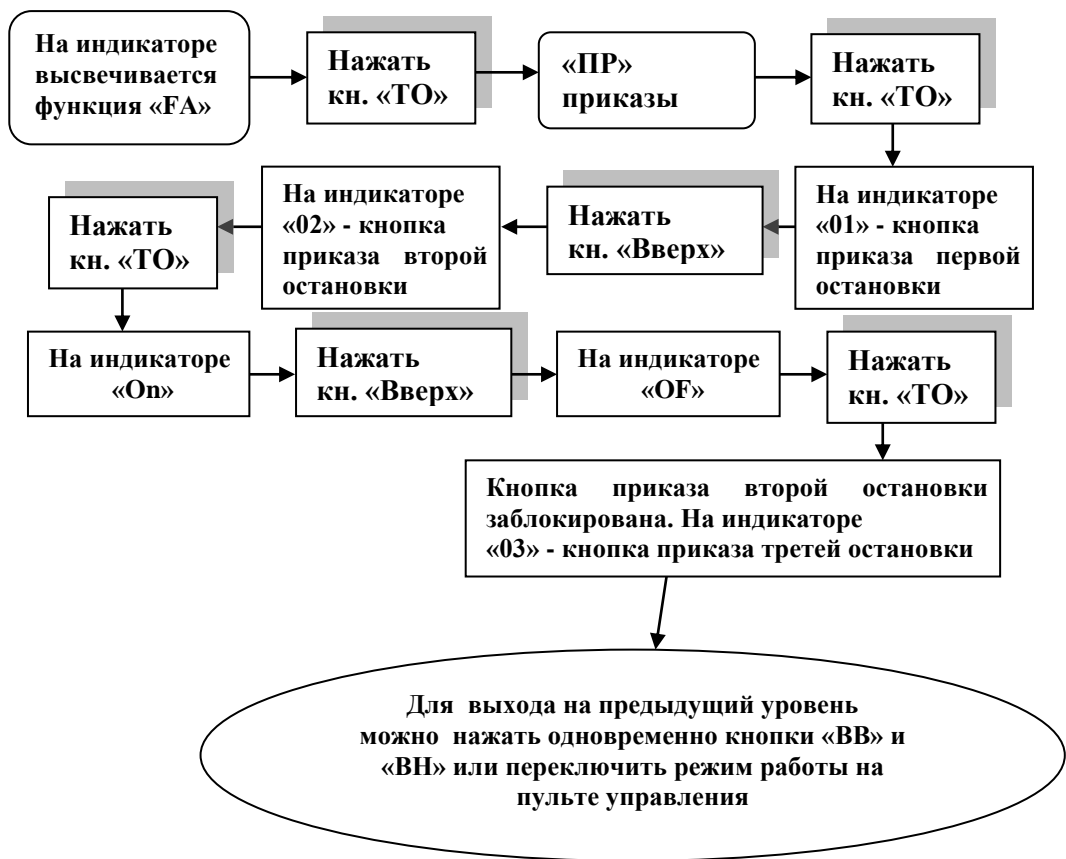 На индикаторе
высвечивается
функция «FA»
Нажать
кн. «ТО»
«ПР»
приказы
Нажать
кн. «ТО»
На индикаторе
«01» - кнопка
приказа первой
остановки
Нажать
кн. «Вверх»
На индикаторе
«02» - кнопка
приказа второй
остановки
Нажать
кн. «ТО»
На индикаторе
«On»
Нажать
кн. «Вверх»
На индикаторе
«OF»
Нажать
кн. «ТО»
Кнопка приказа второй остановки
заблокирована. На индикаторе
«03» - кнопка приказа третей остановки
Для выхода на предыдущий уровень
можно нажать одновременно кнопки «ВВ» и
«ВН» или переключить режим работы на
пульте управления